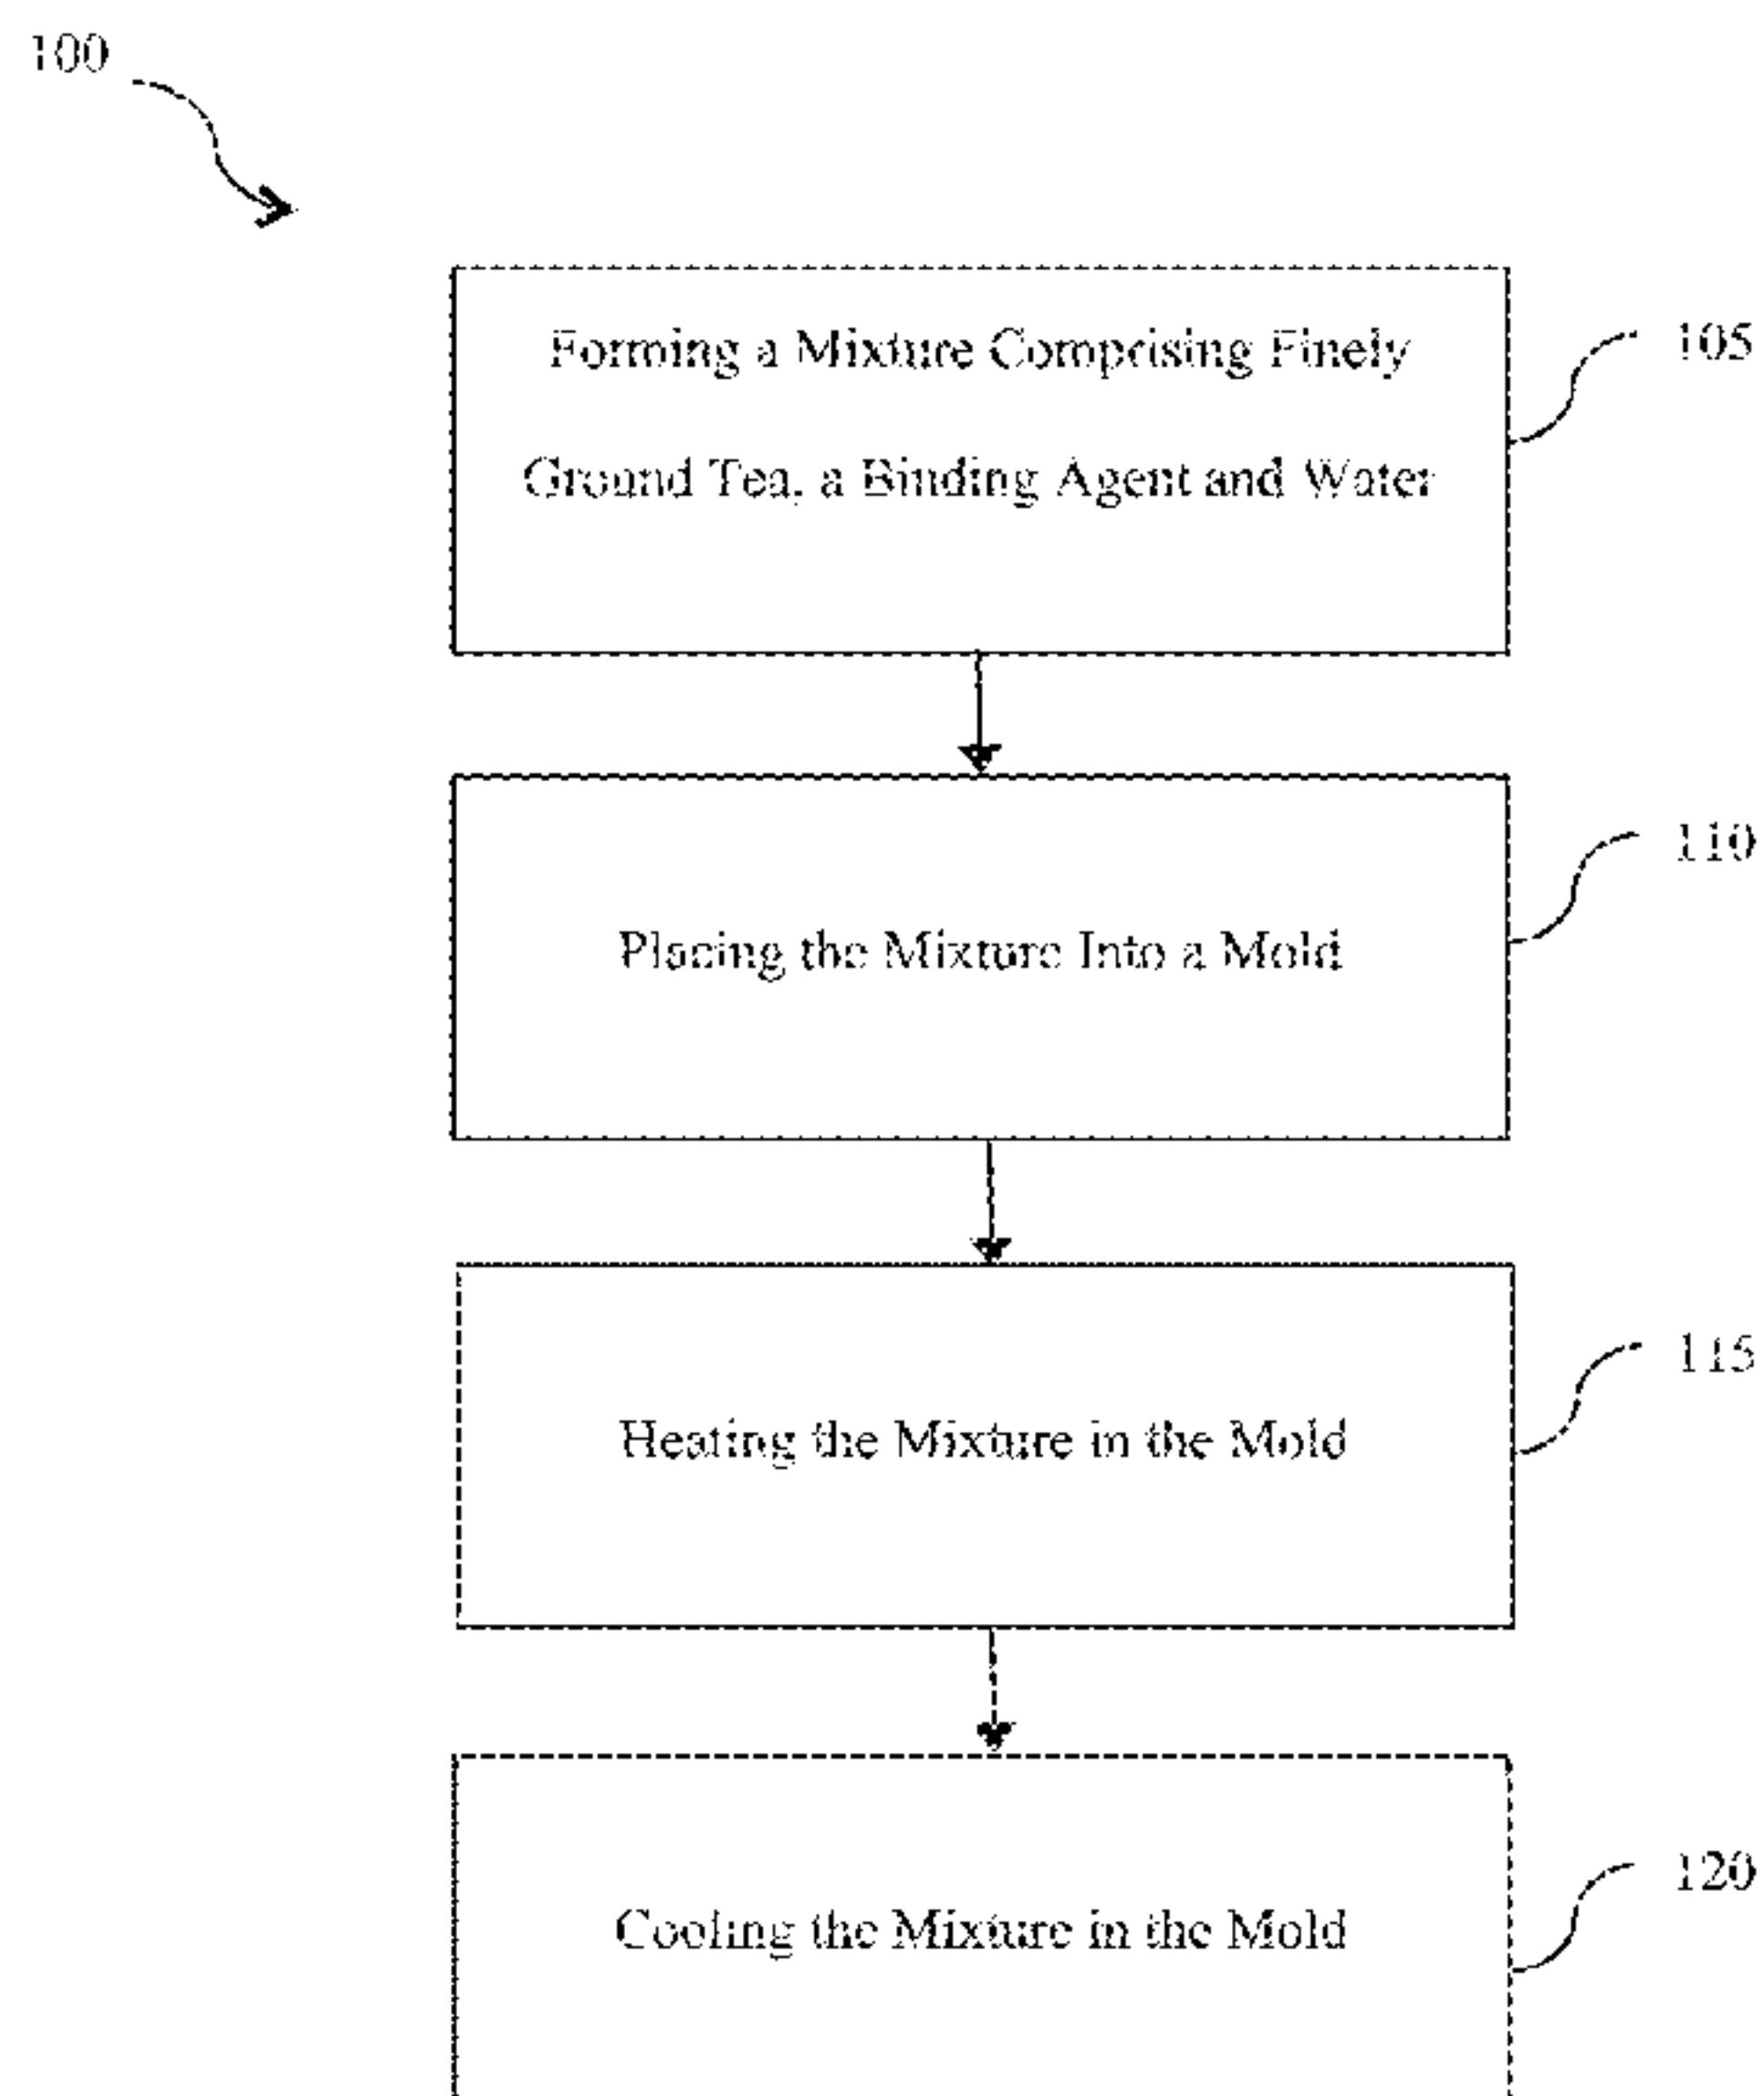 100
Forming a Mixture Comprising Finely
105
Ground Tea, a Binding Agent and Water
110
Placing the Mixture Into a Mold
115
Heating the Mixture in the Mold
120
Cooling the Mixture in the Mold